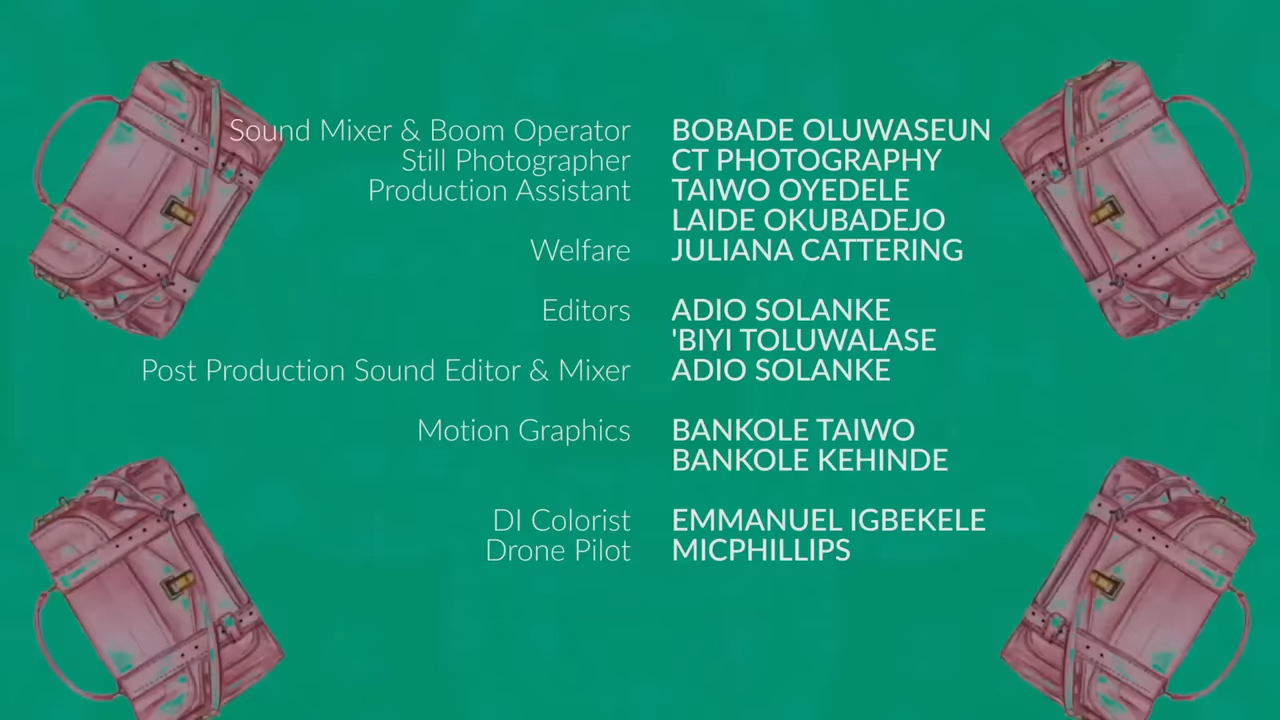 Sound Mixer & Boom Operator BOBADE OLUWASEUN
Still Photographer CT PHOTOGRAPHY
Production Assistant TAIWO OYEDELE
LAIDE OKUBADEJO
Welfare JULIANA CATTERING
Editors ADIO SOLANKE
'BIYI TOLUWALASE
Post Production Sound Editor & Mixer ADIO SOLANKE
Motion Graphics BANKOLE TAIWO
BANKOLE KEHINDE
DI Colorist EMMANUEL IGBEKELE
Drone Pilot MICPHILLIPS